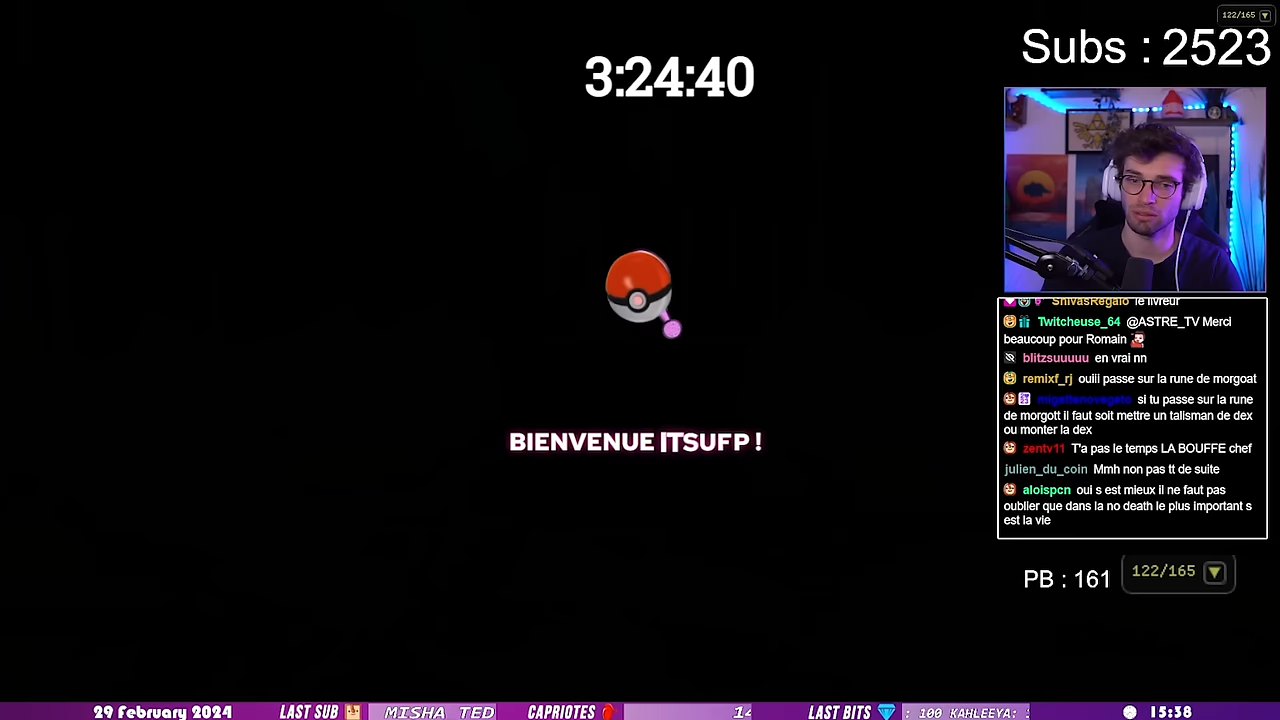 122/165
Subs : 2523
3:24:40
ShivasRegalo le livreur
Twitcheuse_64 @ASTRE_TV Merci
beaucoup pour Romain
blitzsuuuuu en vrai nn
remixf_rj ouiii passe sur la rune de morgoat
si tu passe sur la rune
de morgott il faut soit mettre un talisman de dex
ou monter la dex
zentv11 T'a pas le temps LA BOUFFE chef
julien_du_coin Mmh non pas tt de suite
aloispcn oui s est mieux il ne faut pas
oublier que dans la no death le plus important s
est la vie
BIENVENUE ITSUFP !
PB : 161
122/165
29 February 2024 LAST SUB MISHA TED CAPRIOTES 14 LAST BITS : 100 KAHLEEYA: 15:38